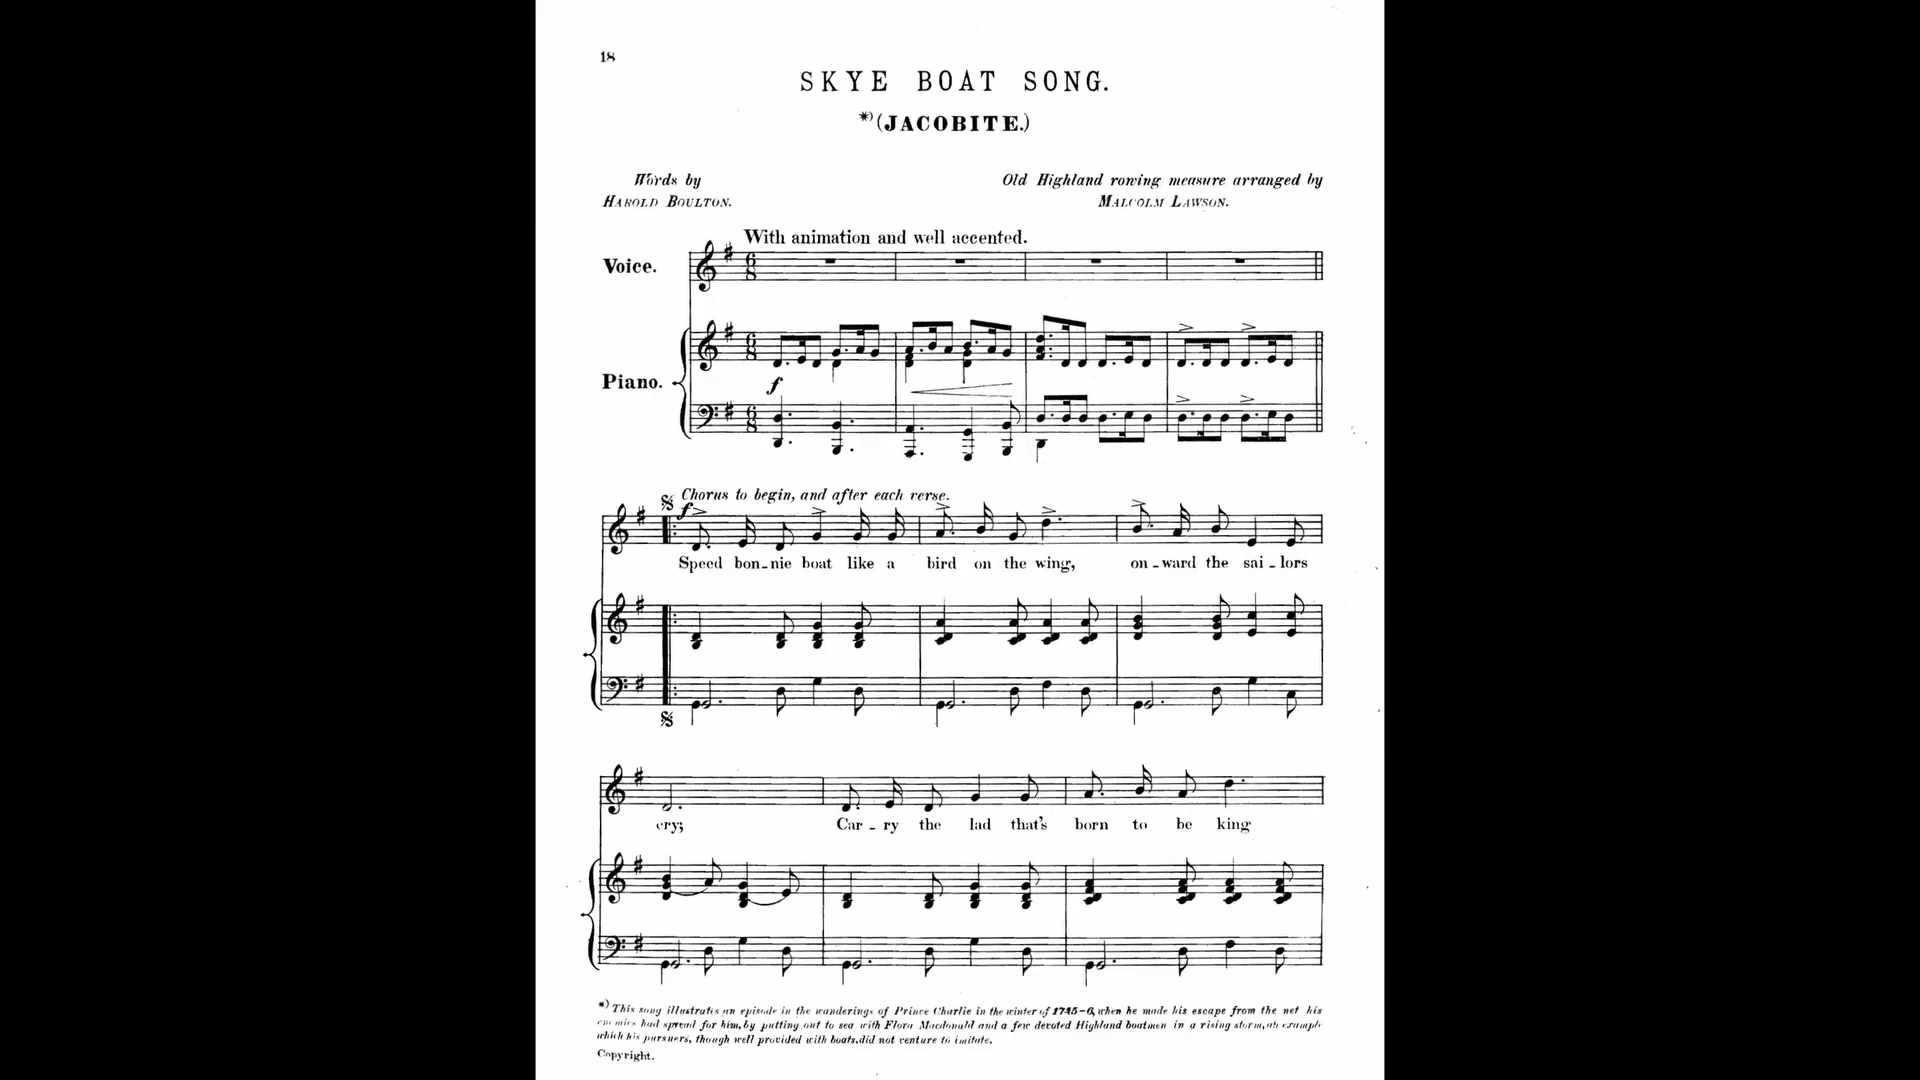 18
SKYE BOAT SONG.
*) (JACOBITE.)
Words by
HAROLD BOULTON.
Old Highland rowing measure arranged by
MALCOLM LAWSON.
With animation and well accented.
Voice.
Piano.
f
Chorus to begin, and after each verse.
f
Speed bon-nie boat like a bird on the wing, on-ward the sai-lors
cry;
Car-ry the lad that's born to be king
*) This song illustrates an episode in the wanderings of Prince Charlie in the winter of 1745-6, when he made his escape from the net his
enemies had spread for him, by putting out to sea with Flora Macdonald and a few devoted Highland boatmen in a rising storm, an example
which his pursuers, though well provided with boats, did not venture to imitate.
Copyright.